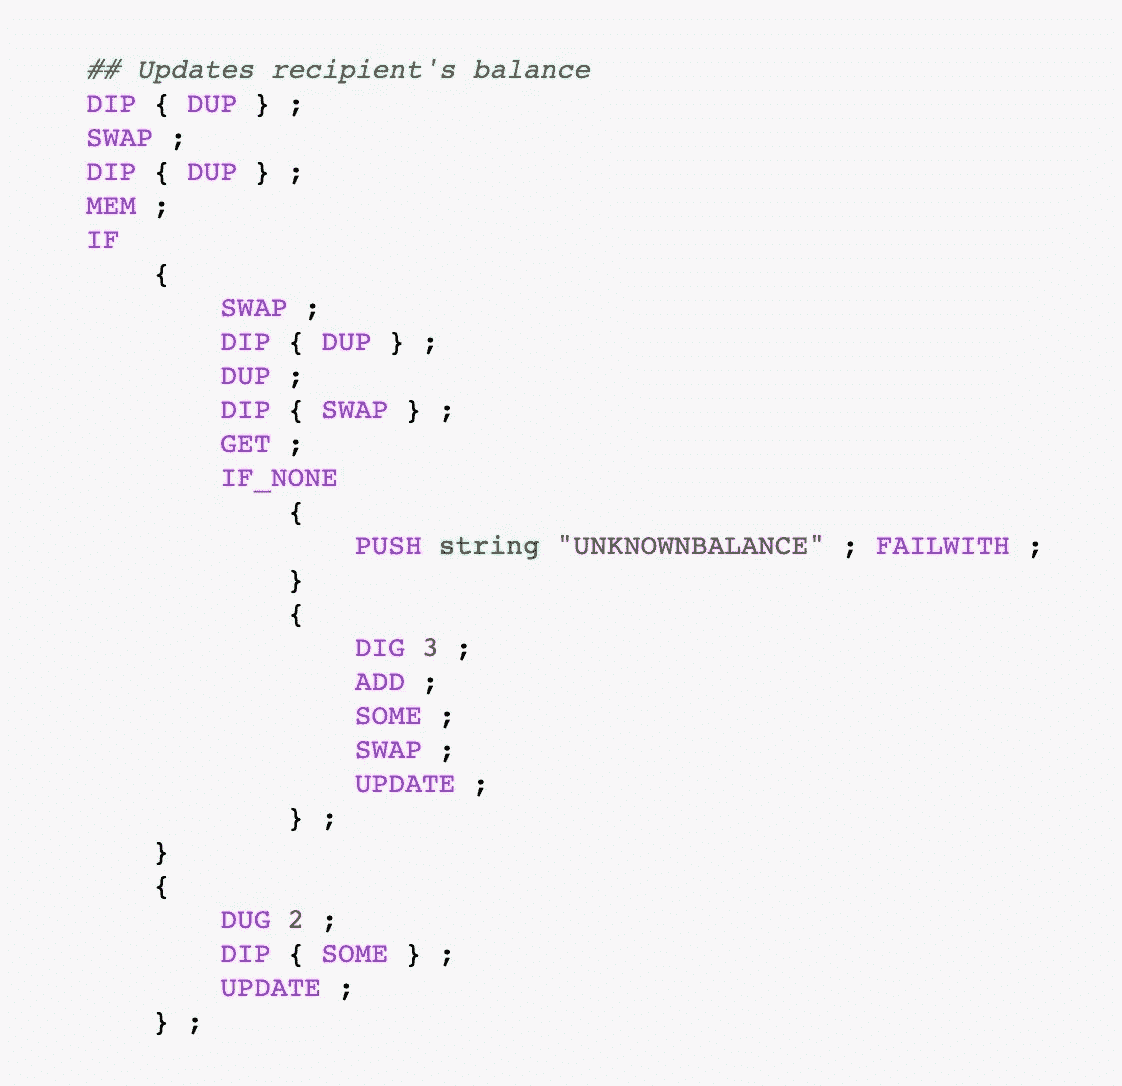 ## Updates recipient's balance
DIP { DUP } ;
SWAP ;
DIP { DUP } ;
MEM ;
IF
{
SWAP ;
DIP { DUP } ;
DUP ;
DIP { SWAP } ;
GET ;
IF_NONE
{
PUSH string "UNKNOWNBALANCE" ; FAILWITH ;
}
{
DIG 3 ;
ADD ;
SOME ;
SWAP ;
UPDATE ;
} ;
}
{
DUG 2 ;
DIP { SOME } ;
UPDATE ;
} ;